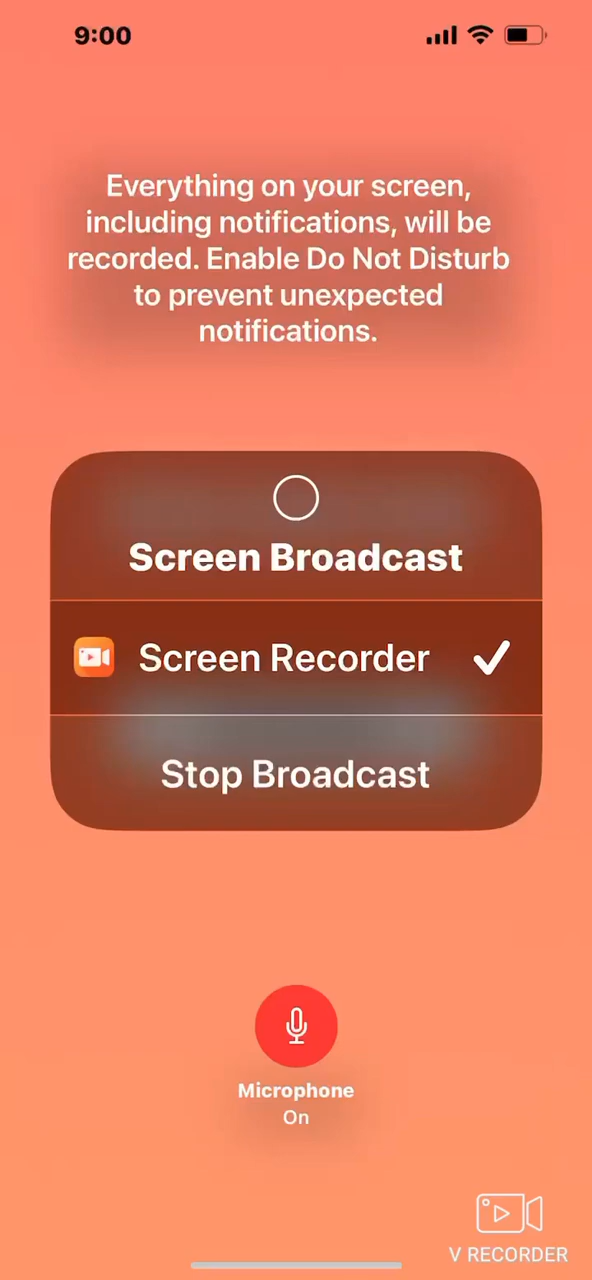 9:00
Everything on your screen,
including notifications, will be
recorded. Enable Do Not Disturb
to prevent unexpected
notifications.
Screen Broadcast
Screen Recorder
Stop Broadcast
Microphone
On
V RECORDER